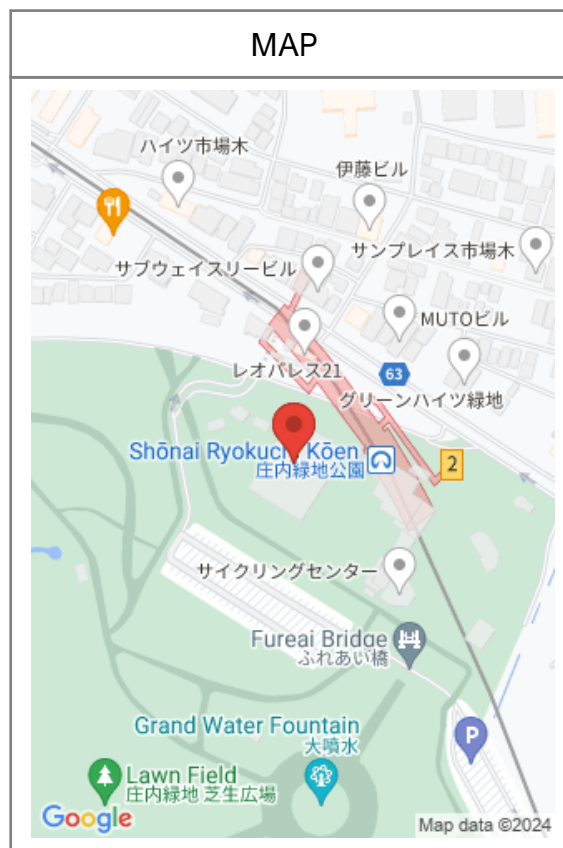 MAP
ハイツ市場木
伊藤ビル
サンプレイス市場木
サブウェイスリービル
MUTOビル
レオパレス21
63
グリーンハイツ緑地
Shōnai Ryokuchi Kōen
庄内緑地公園
2
サイクリングセンター
Fureai Bridge
ふれあい橋
Grand Water Fountain
大噴水
P
Lawn Field
庄内緑地 芝生広場
Google
Map data ©2024